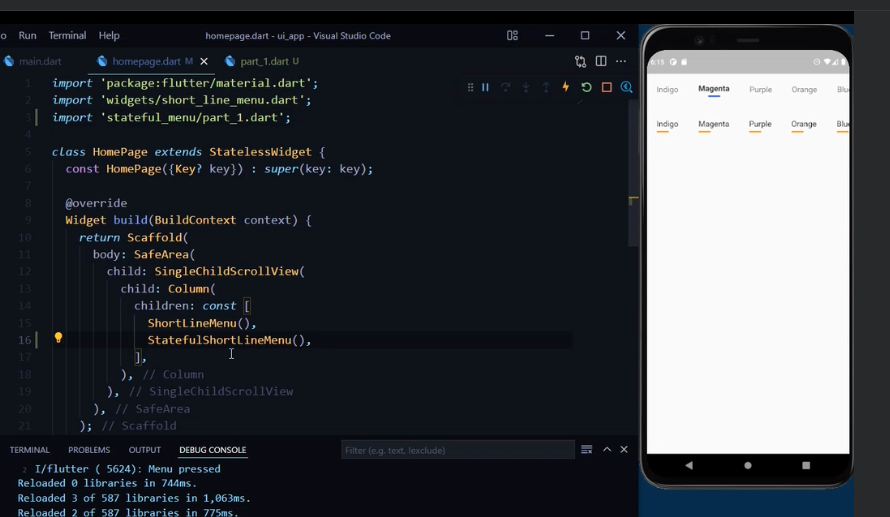 o Run Terminal Help homepage.dart - ui_app - Visual Studio Code
main.dart homepage.dart M part_1.dart U
1 import 'package:flutter/material.dart';
2 import 'widgets/short_line_menu.dart';
3 import 'stateful_menu/part_1.dart';
4
5 class HomePage extends StatelessWidget {
6 const HomePage({Key? key}) : super(key: key);
7
8 @override
9 Widget build(BuildContext context) {
10 return Scaffold(
11 body: SafeArea(
12 child: SingleChildScrollView(
13 child: Column(
14 children: const [
15 ShortLineMenu(),
16 StatefulShortLineMenu(),
17 ],
18 ), // Column
19 ), // SingleChildScrollView
20 ), // SafeArea
21 ); // Scaffold
TERMINAL PROBLEMS OUTPUT DEBUG CONSOLE Filter (e.g. text, !exclude)
2 I/flutter ( 5624): Menu pressed
Reloaded 0 libraries in 744ms.
Reloaded 3 of 587 libraries in 1,063ms.
Reloaded 2 of 587 libraries in 775ms.
6:15
Indigo Magenta Purple Orange Blu
Indigo Magenta Purple Orange Blu